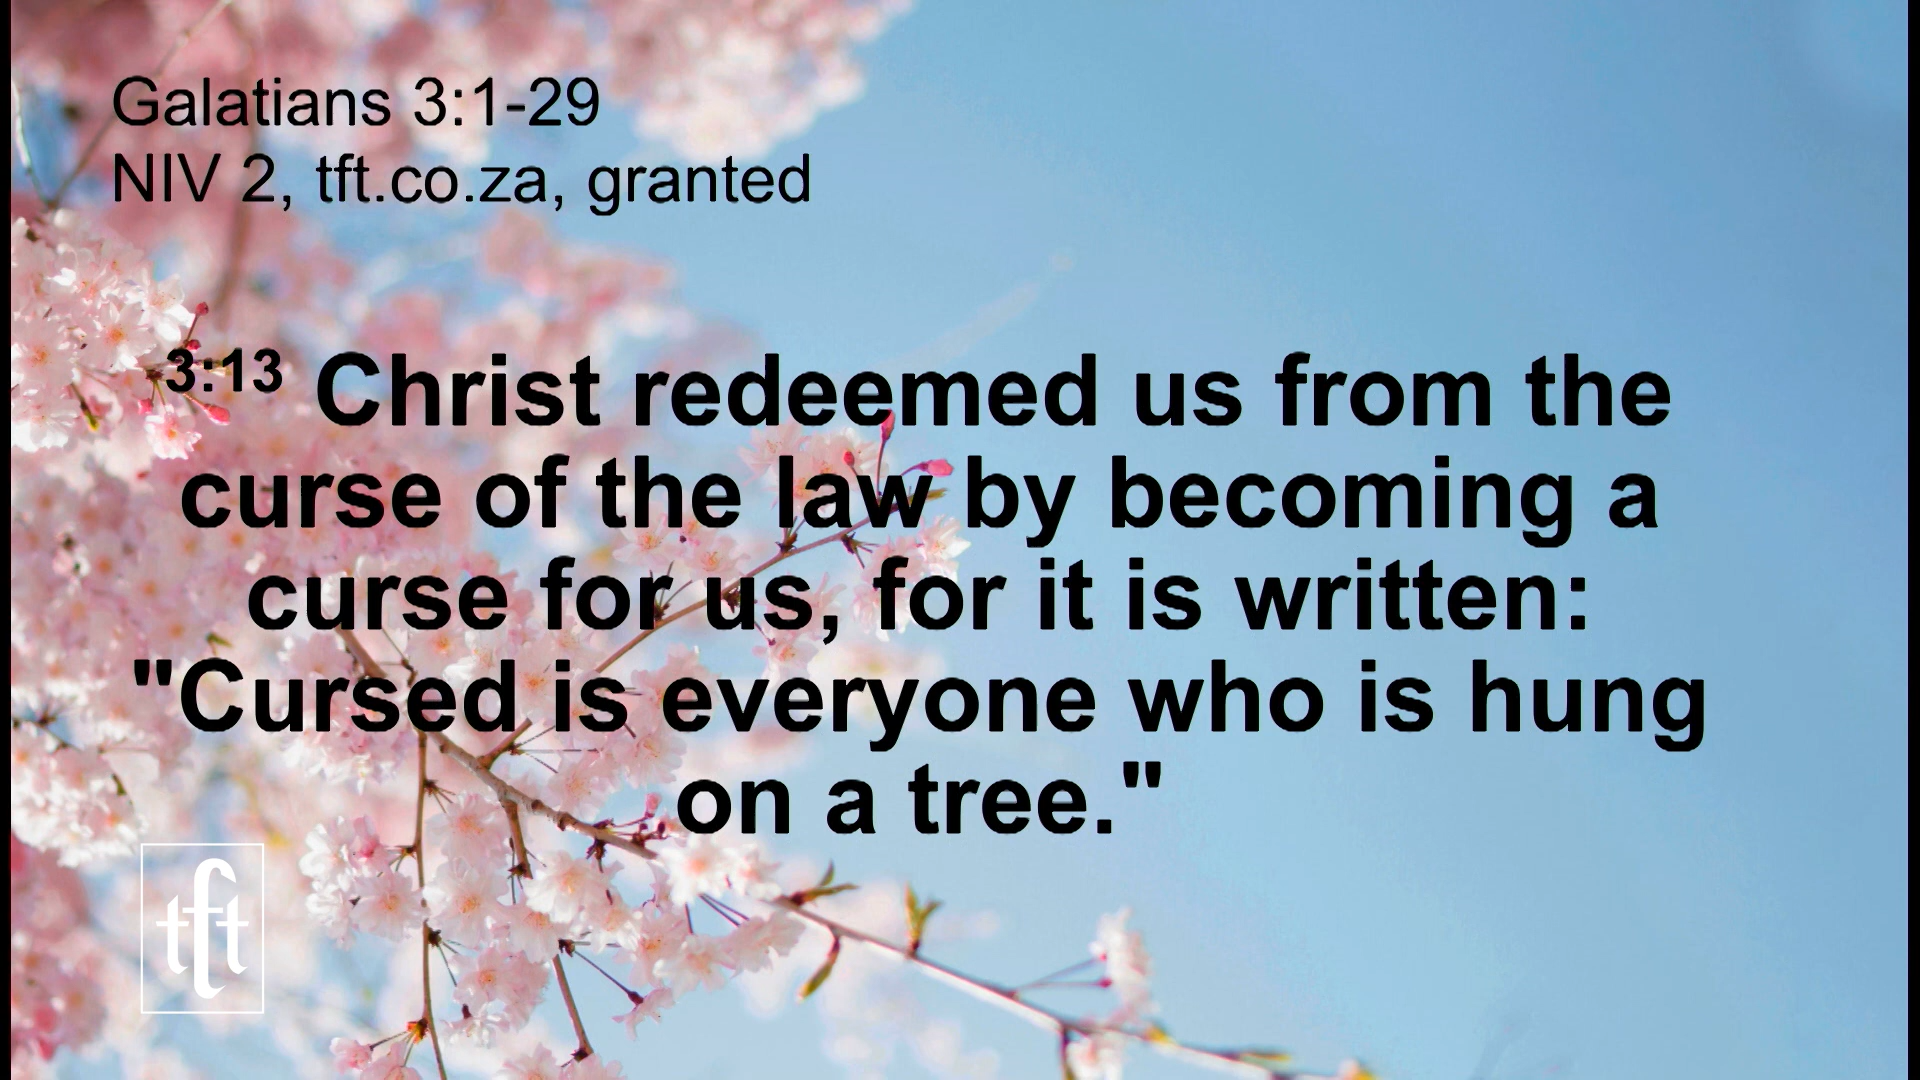 Galatians 3:1-29
NIV 2, tft.co.za, granted
3:13 Christ redeemed us from the
curse of the law by becoming a
curse for us, for it is written:
"Cursed is everyone who is hung
on a tree."
tft